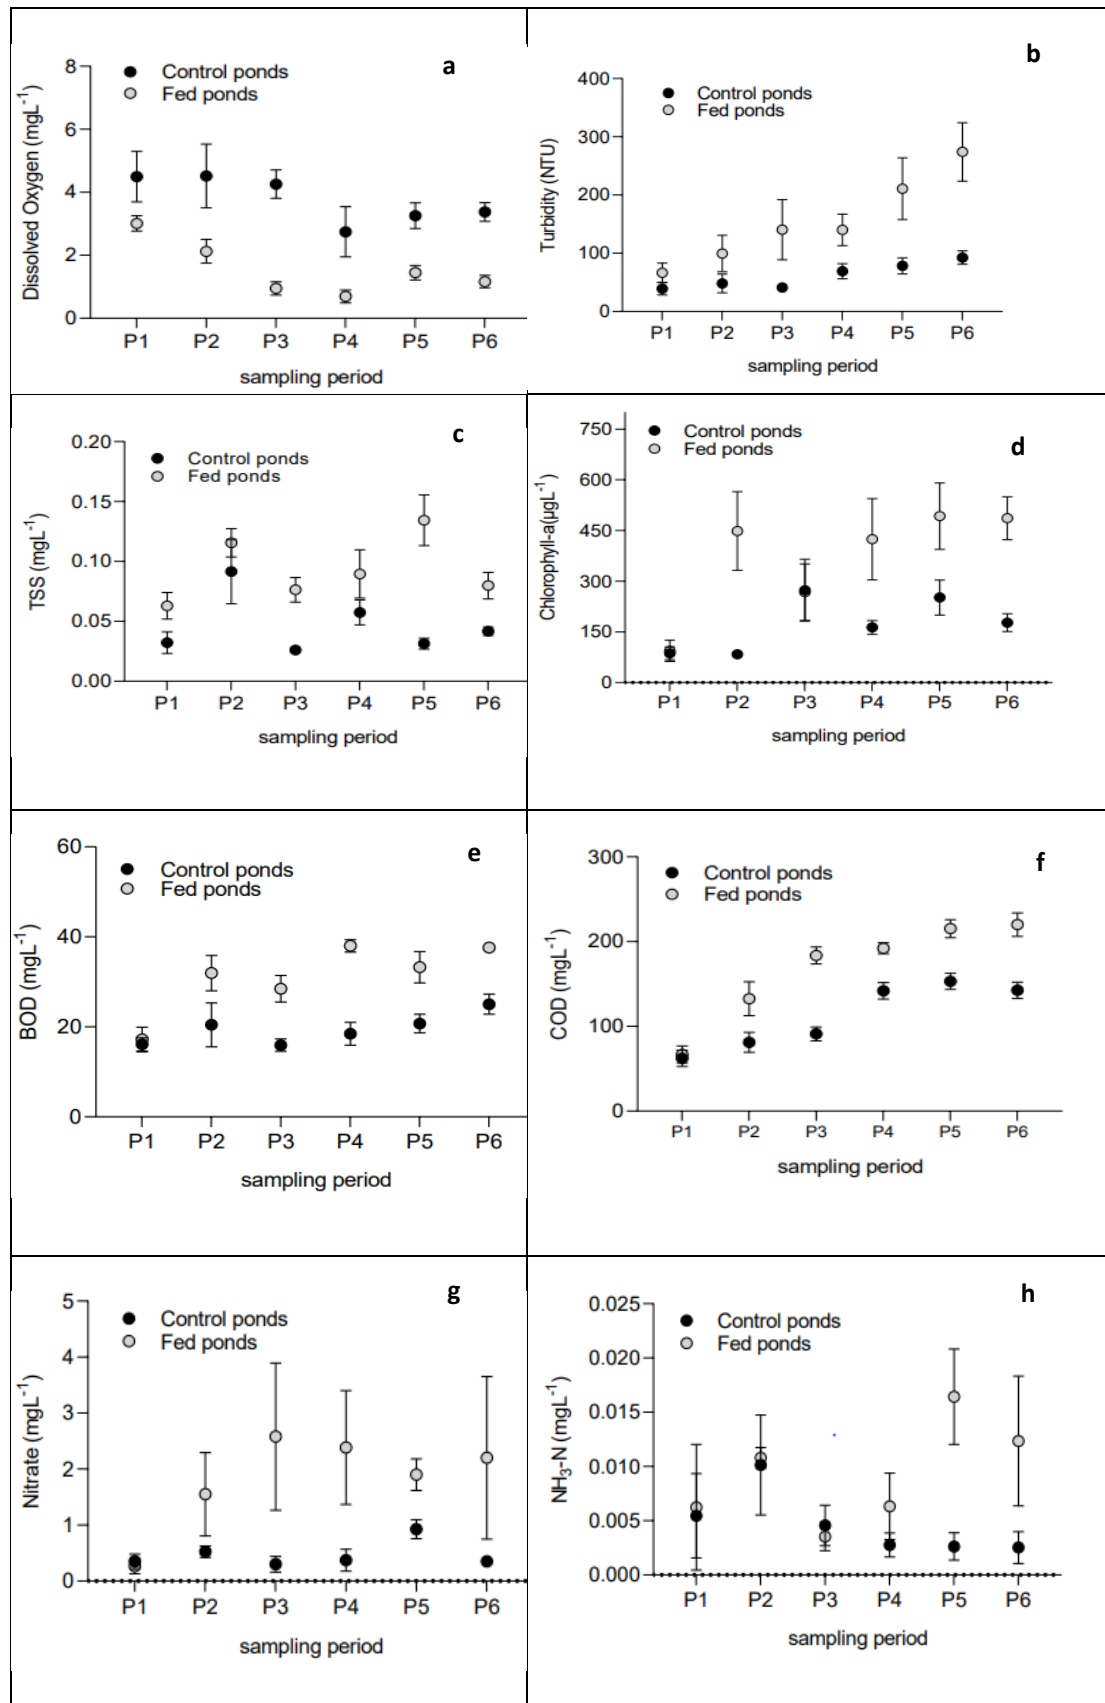 a
8
6
4
2
0
Dissolved Oxygen (mgL⁻¹)
Control ponds
Fed ponds
P1 P2 P3 P4 P5 P6
sampling period
b
400
300
200
100
0
Turbidity (NTU)
Control ponds
Fed ponds
P1 P2 P3 P4 P5 P6
sampling period
c
0.20
0.15
0.10
0.05
0.00
TSS (mgL⁻¹)
Control ponds
Fed ponds
P1 P2 P3 P4 P5 P6
sampling period
d
750
600
450
300
150
0
Chlorophyll-a(µgL⁻¹)
Control ponds
Fed ponds
P1 P2 P3 P4 P5 P6
sampling period
e
60
40
20
0
BOD (mgL⁻¹)
Control ponds
Fed ponds
P1 P2 P3 P4 P5 P6
sampling period
f
300
200
100
0
COD (mgL⁻¹)
Control ponds
Fed ponds
P1 P2 P3 P4 P5 P6
sampling period
g
5
4
3
2
1
0
Nitrate (mgL⁻¹)
Control ponds
Fed ponds
P1 P2 P3 P4 P5 P6
sampling period
h
0.025
0.020
0.015
0.010
0.005
0.000
NH₃-N (mgL⁻¹)
Control ponds
Fed ponds
P1 P2 P3 P4 P5 P6
sampling period